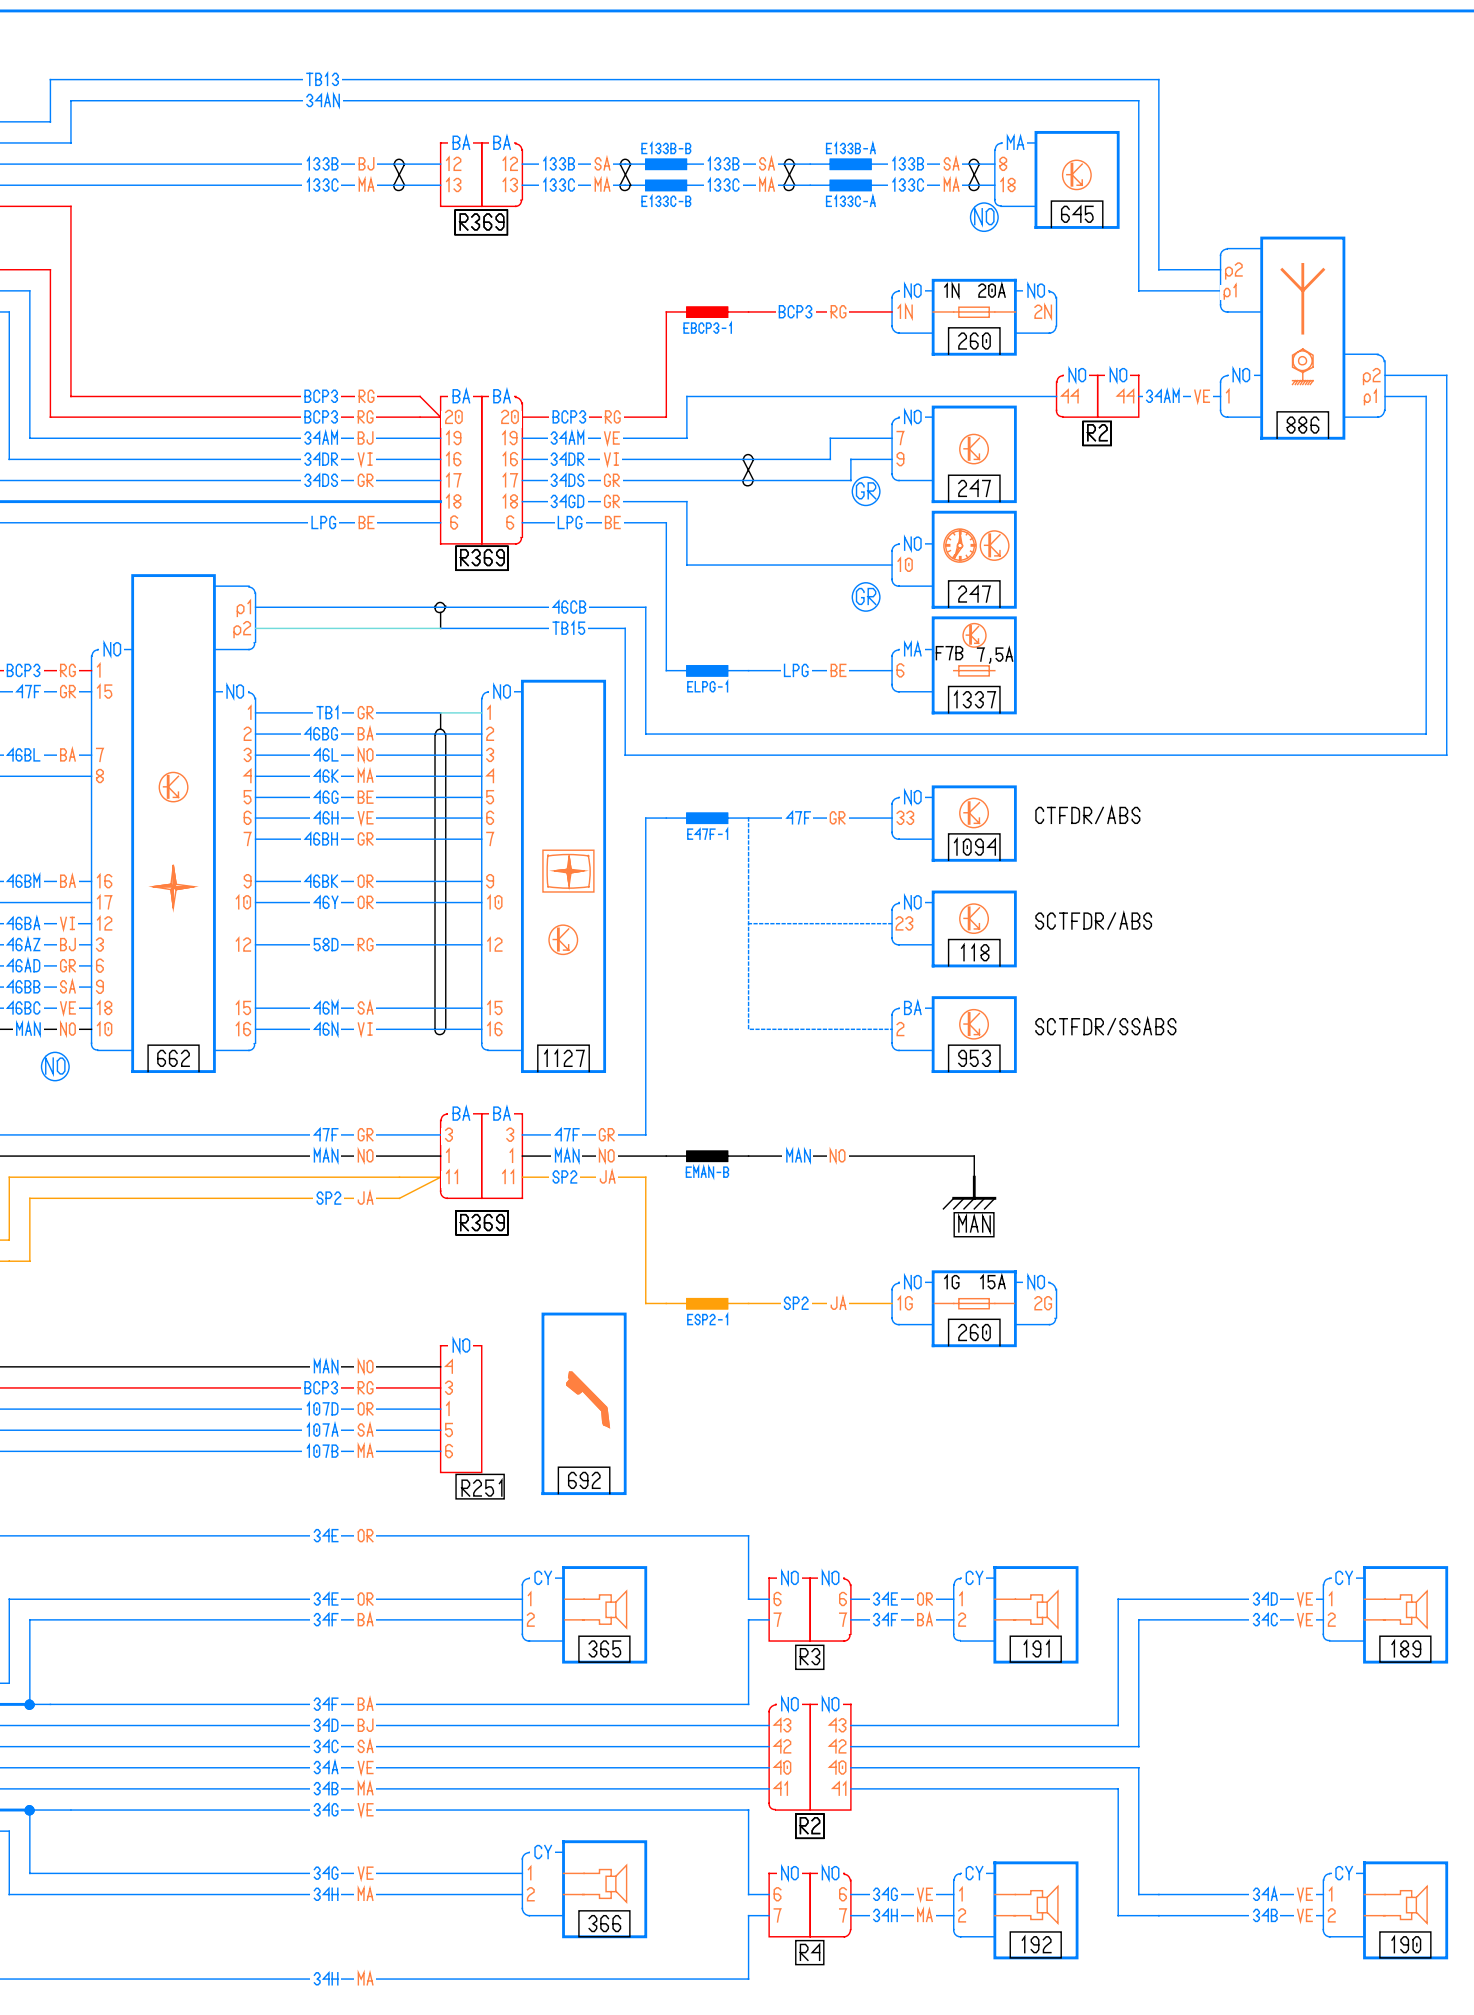 TB13
34AN
BA BA
133B BJ 12 12 133B SA E133B-B 133B SA E133B-A 133B SA MA 8
133C MA 13 13 133C MA E133C-B 133C MA E133C-A 133C MA 18
R369 NO 645
p2
p1
NO 1N 20A NO
EBCP3-1 BCP3 RG 1N 2N
260
NO NO NO p2
BCP3 RG BA BA 44 44 34AM VE 1 p1
R2 886
BCP3 RG 20 20 BCP3 RG NO
34AM BJ 19 19 34AM VE 7
34DR VI 16 16 34DR VI 9
34DS GR 17 17 34DS GR GR 247
18 18 34GD GR
LPG BE 6 6 LPG BE NO
R369 10
GR 247
p1 46CB
p2 TB15
NO MA F7B 7,5A
BCP3 RG 1 ELPG-1 LPG BE 6
47F GR 15 NO NO 1337
1 TB1 GR 1
2 46BG BA 2
46BL BA 7 3 46L NO 3
8 4 46K MA 4
5 46G BE 5 NO
6 46H VE 6 E47F-1 47F GR 33 CTFDR/ABS
7 46BH GR 7 1094
46BM BA 16 9 46BK OR 9
17 10 46Y OR 10 NO
46BA VI 12 23 SCTFDR/ABS
46AZ BJ 3 12 58D RG 12 118
46AD GR 6
46BB SA 9
46BC VE 18 15 46M SA 15 BA
MAN NO 10 16 46N VI 16 2 SCTFDR/SSABS
NO 662 1127 953
BA BA
47F GR 3 3 47F GR
MAN NO 1 1 MAN NO EMAN-B MAN NO
11 11 SP2 JA
SP2 JA
R369 MAN
NO 1G 15A NO
ESP2-1 SP2 JA 1G 2G
260
NO
MAN NO 4
BCP3 RG 3
107D OR 1
107A SA 5
107B MA 6
R251 692
34E OR
CY NO NO CY CY
34E OR 1 6 6 34E OR 1 34D VE 1
34F BA 2 7 7 34F BA 2 34C VE 2
365 R3 191 189
34F BA NO NO
34D BJ 43 43
34C SA 42 42
34A VE 40 40
34B MA 41 41
34G VE R2
CY NO NO CY CY
34G VE 1
34H MA 2 6 6 34G VE 1 34A VE 1
366 7 7 34H MA 2 34B VE 2
R4 192 190
34H MA